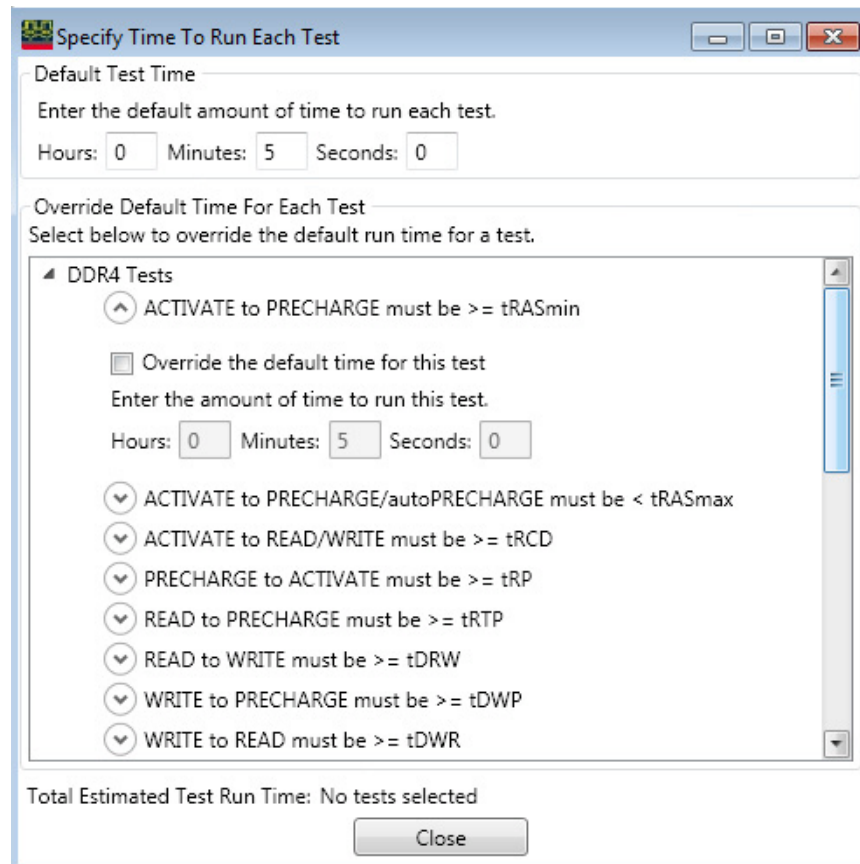 Specify Time To Run Each Test
Default Test Time
Enter the default amount of time to run each test.
Hours: 0 Minutes: 5 Seconds: 0
Override Default Time For Each Test
Select below to override the default run time for a test.
DDR4 Tests
ACTIVATE to PRECHARGE must be >= tRASmin
Override the default time for this test
Enter the amount of time to run this test.
Hours: 0 Minutes: 5 Seconds: 0
ACTIVATE to PRECHARGE/autoPRECHARGE must be < tRASmax
ACTIVATE to READ/WRITE must be >= tRCD
PRECHARGE to ACTIVATE must be >= tRP
READ to PRECHARGE must be >= tRTP
READ to WRITE must be >= tDRW
WRITE to PRECHARGE must be >= tDWP
WRITE to READ must be >= tDWR
Total Estimated Test Run Time: No tests selected
Close